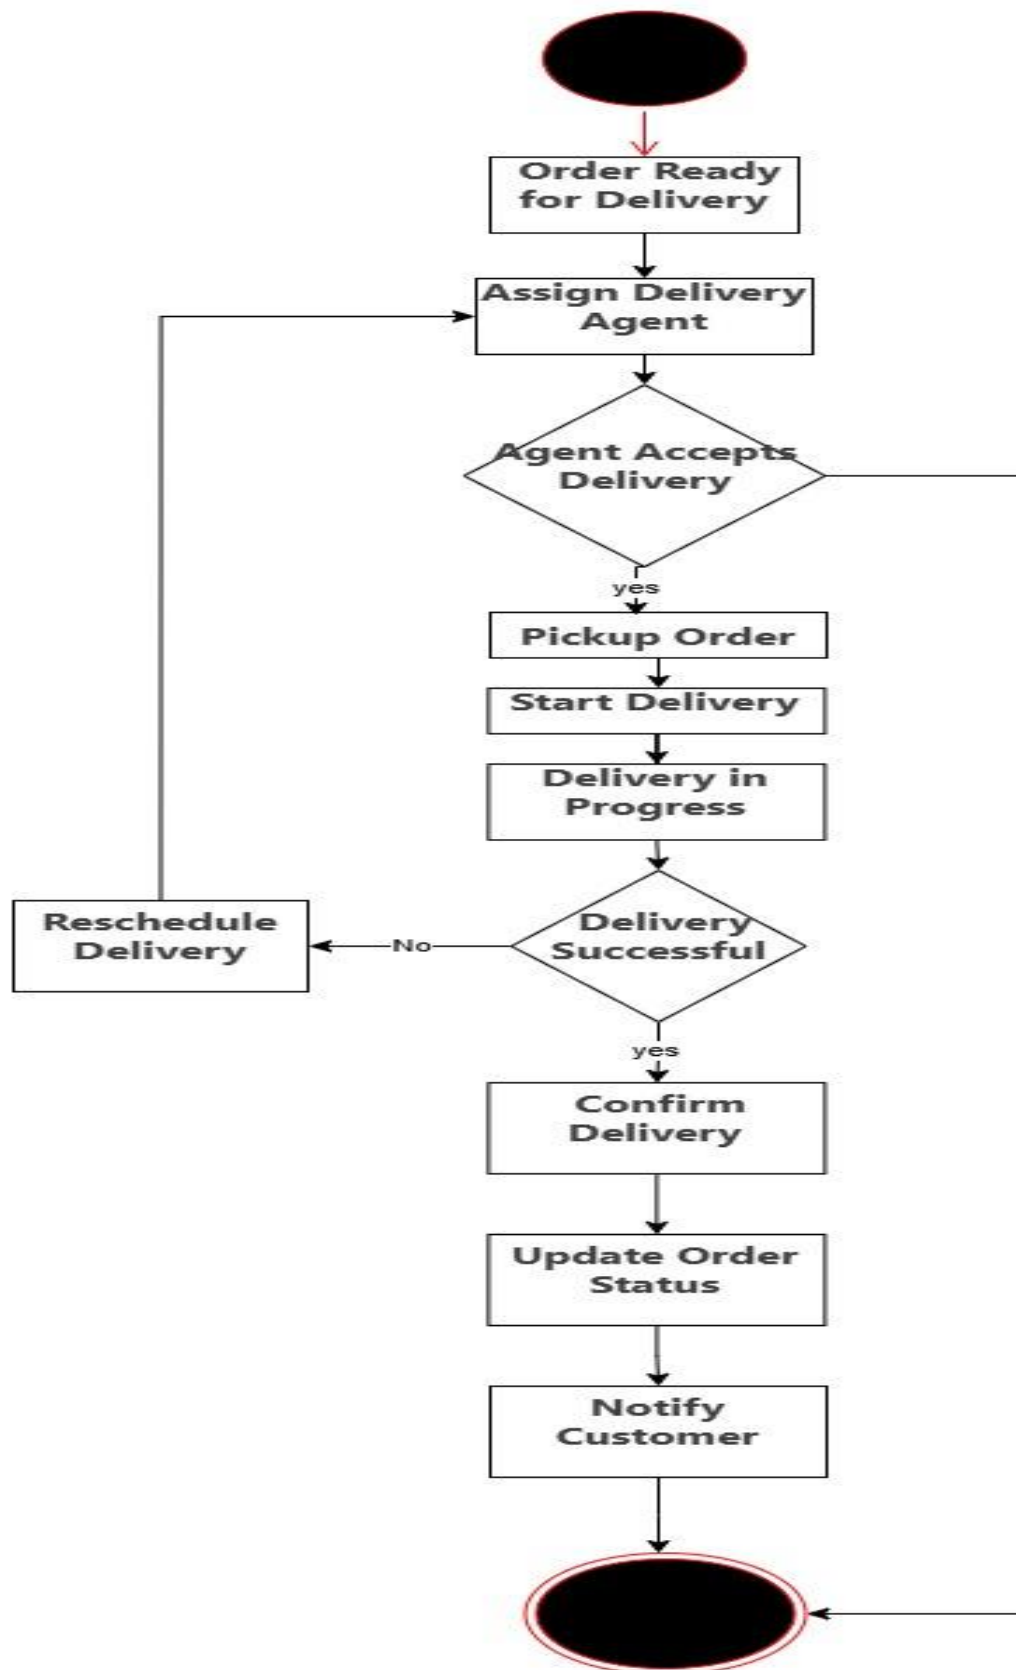 Order Ready
for Delivery
Assign Delivery
Agent
Agent Accepts
Delivery
yes
Pickup Order
Start Delivery
Delivery in
Progress
Reschedule
Delivery
No
Delivery
Successful
yes
Confirm
Delivery
Update Order
Status
Notify
Customer